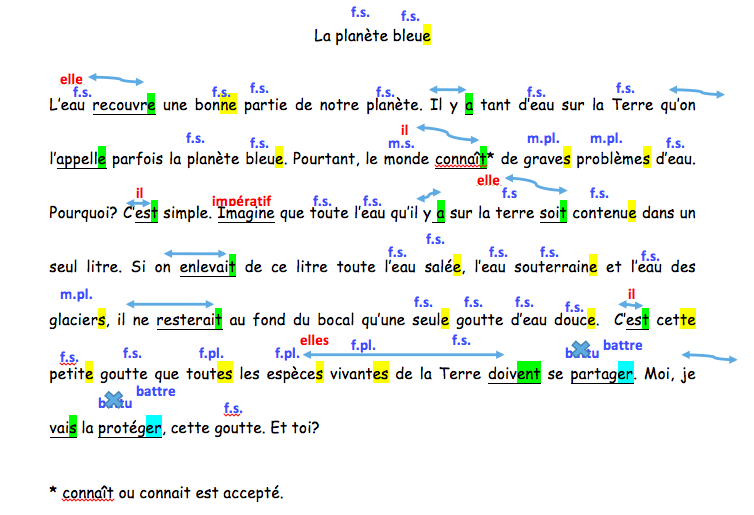 f.s. f.s.
La planète bleue
elle
f.s. f.s. f.s. f.s. f.s. f.s.
L'eau recouvre une bonne partie de notre planète. Il y a tant d'eau sur la Terre qu'on
il
f.s. f.s. m.s. m.pl. m.pl. f.s.
l'appelle parfois la planète bleue. Pourtant, le monde connaît* de graves problèmes d'eau.
elle
il impératif f.s. f.s. f.s f.s.
Pourquoi? C'est simple. Imagine que toute l'eau qu'il y a sur la terre soit contenue dans un
f.s. f.s. f.s. f.s. f.s.
seul litre. Si on enlevait de ce litre toute l'eau salée, l'eau souterraine et l'eau des
m.pl. f.s. f.s. f.s. f.s. il
glaciers, il ne resterait au fond du bocal qu'une seule goutte d'eau douce. C'est cette
elles
f.s. f.s. f.pl. f.pl. f.pl. f.s. battu battre
petite goutte que toutes les espèces vivantes de la Terre doivent se partager. Moi, je
battu battre f.s.
vais la protéger, cette goutte. Et toi?
* connaît ou connait est accepté.